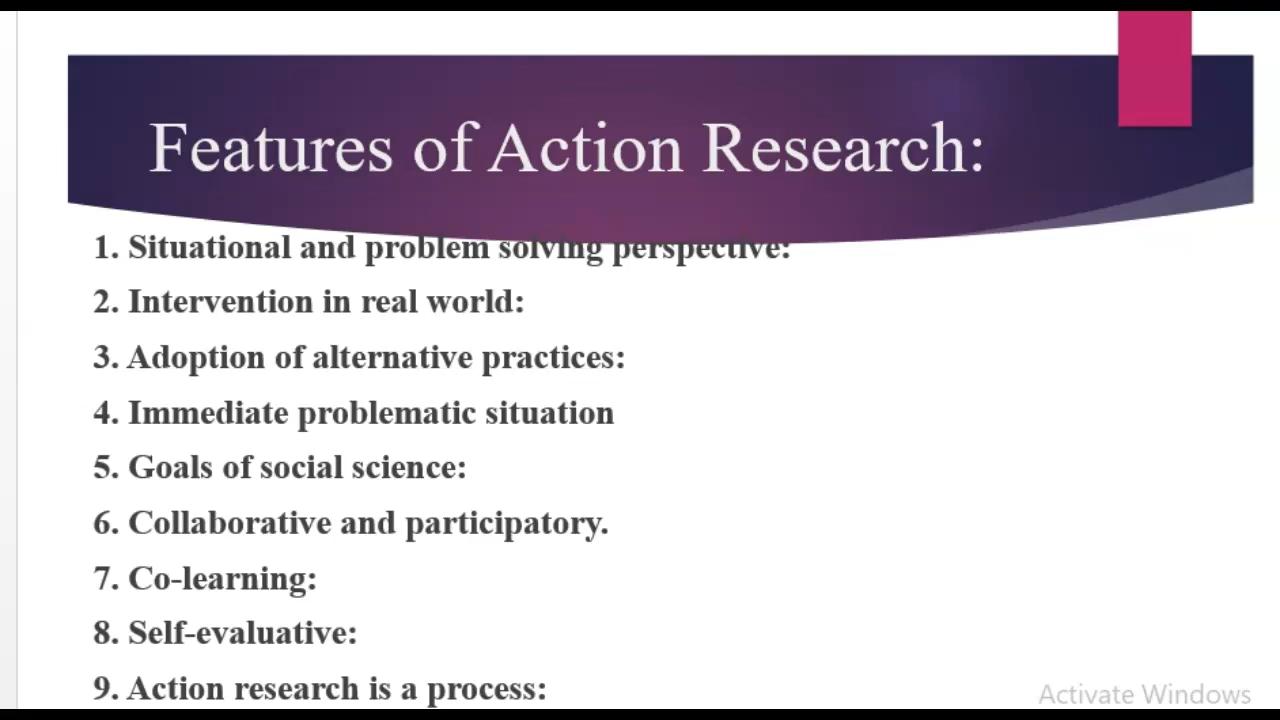 Features of Action Research:
1. Situational and problem solving perspective:
2. Intervention in real world:
3. Adoption of alternative practices:
4. Immediate problematic situation
5. Goals of social science:
6. Collaborative and participatory.
7. Co-learning:
8. Self-evaluative:
9. Action research is a process:
Activate Windows